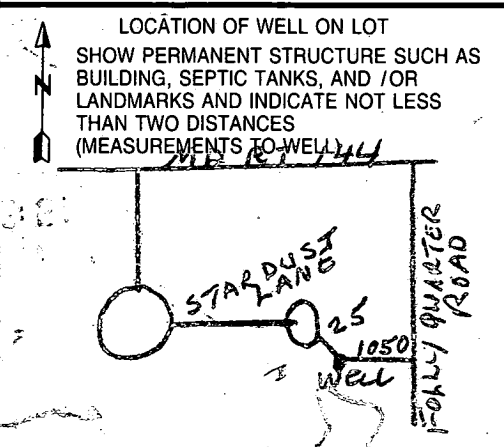 LOCATION OF WELL ON LOT
SHOW PERMANENT STRUCTURE SUCH AS
BUILDING, SEPTIC TANKS, AND / OR
LANDMARKS AND INDICATE NOT LESS
THAN TWO DISTANCES
(MEASUREMENTS TO WELL)
MD RT 144
N
STARDUST
LANE
25
1050
Well
FOLLY QUARTER
ROAD